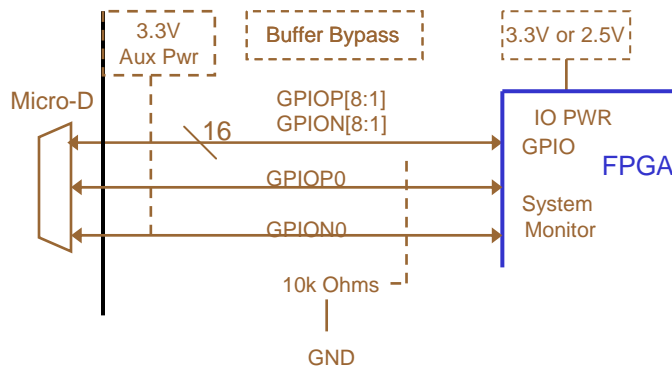 3.3V
Aux Pwr
Buffer Bypass
3.3V or 2.5V
Micro-D
GPIOP[8:1]
GPION[8:1]
16
IO PWR
GPIO
FPGA
GPIOP0
System
Monitor
GPION0
10k Ohms
GND